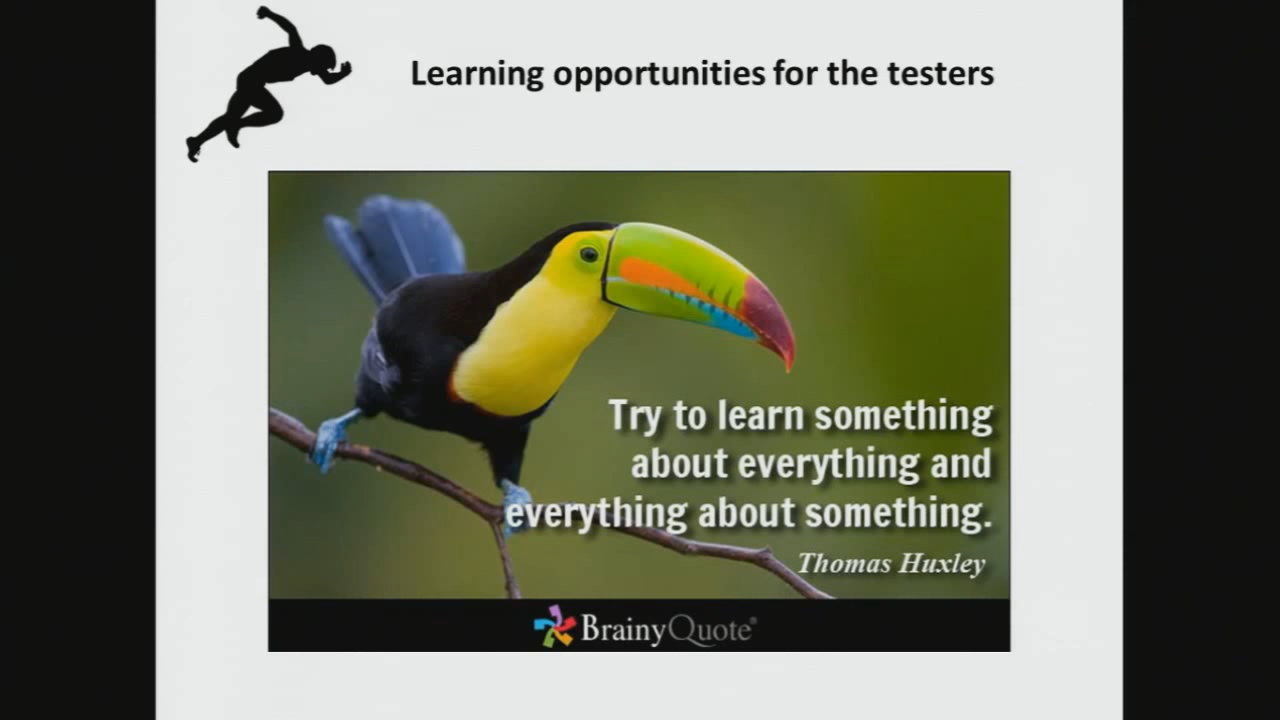 Learning opportunities for the testers
Try to learn something
about everything and
everything about something.
Thomas Huxley
BrainyQuote®